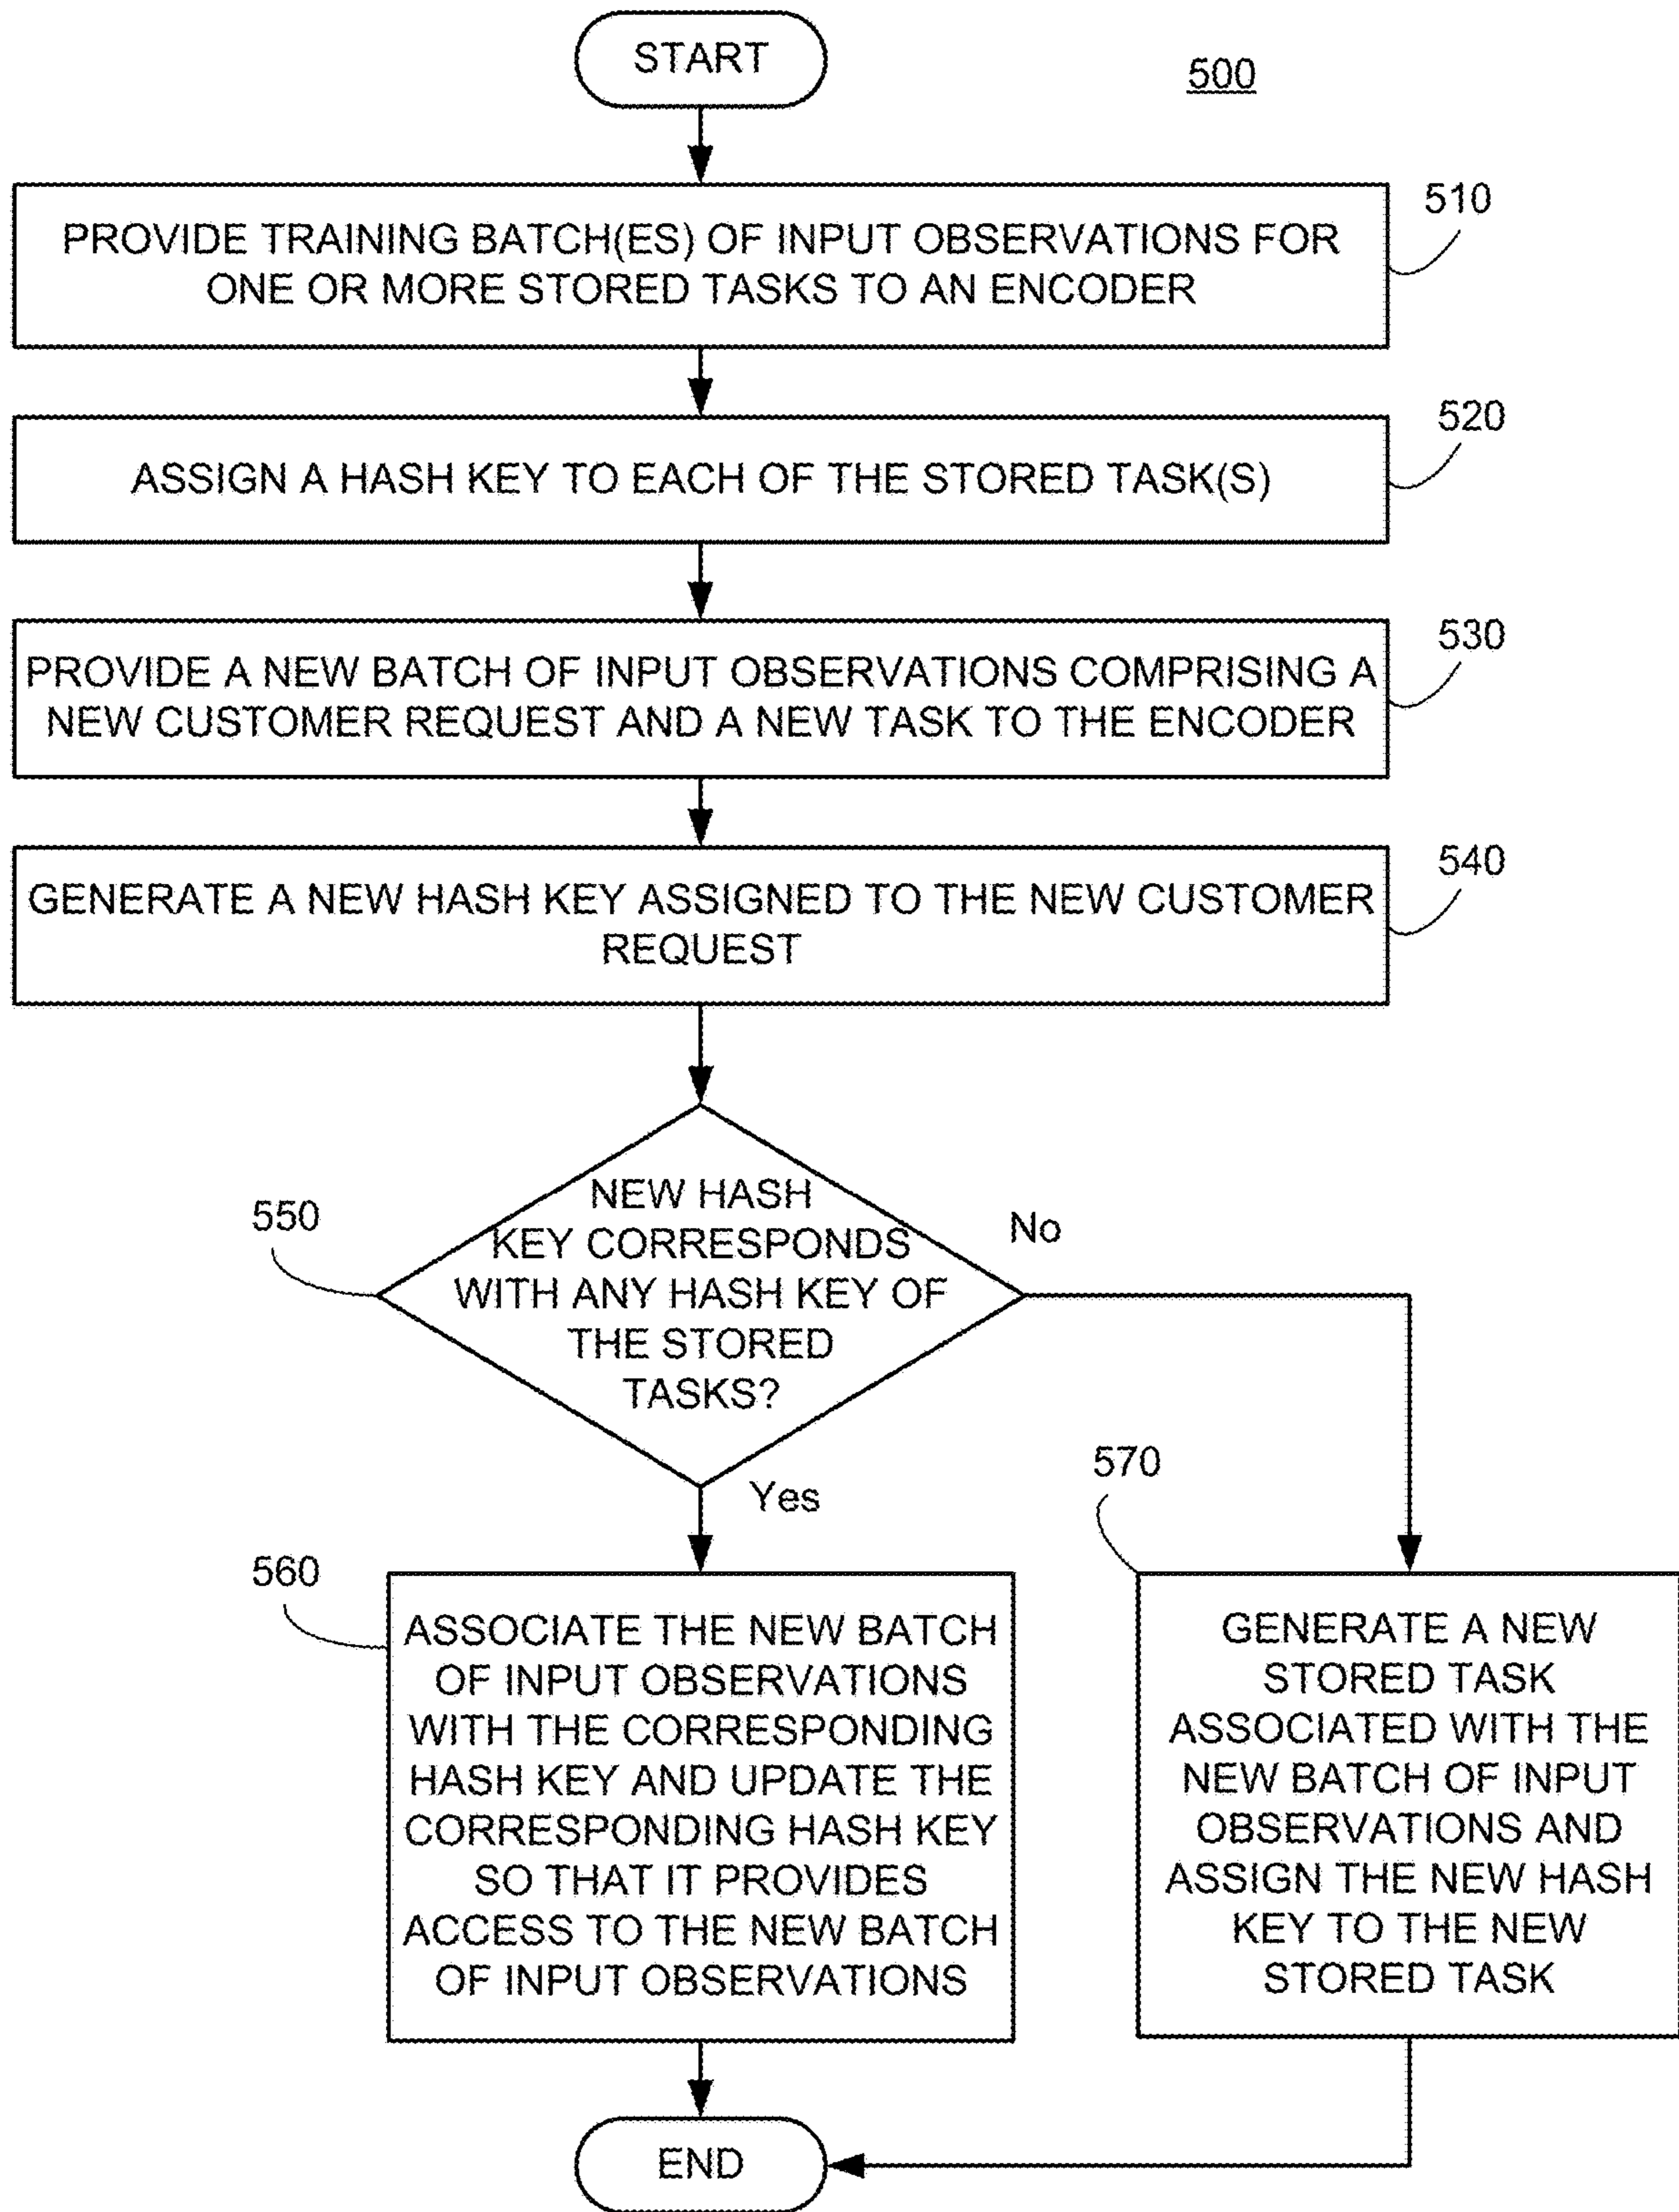 START
500
PROVIDE TRAINING BATCH(ES) OF INPUT OBSERVATIONS FOR
ONE OR MORE STORED TASKS TO AN ENCODER
510
ASSIGN A HASH KEY TO EACH OF THE STORED TASK(S)
520
PROVIDE A NEW BATCH OF INPUT OBSERVATIONS COMPRISING A
NEW CUSTOMER REQUEST AND A NEW TASK TO THE ENCODER
530
GENERATE A NEW HASH KEY ASSIGNED TO THE NEW CUSTOMER
REQUEST
540
550
NEW HASH
KEY CORRESPONDS
WITH ANY HASH KEY OF
THE STORED
TASKS?
No
Yes
560
ASSOCIATE THE NEW BATCH
OF INPUT OBSERVATIONS
WITH THE CORRESPONDING
HASH KEY AND UPDATE THE
CORRESPONDING HASH KEY
SO THAT IT PROVIDES
ACCESS TO THE NEW BATCH
OF INPUT OBSERVATIONS
570
GENERATE A NEW
STORED TASK
ASSOCIATED WITH THE
NEW BATCH OF INPUT
OBSERVATIONS AND
ASSIGN THE NEW HASH
KEY TO THE NEW
STORED TASK
END